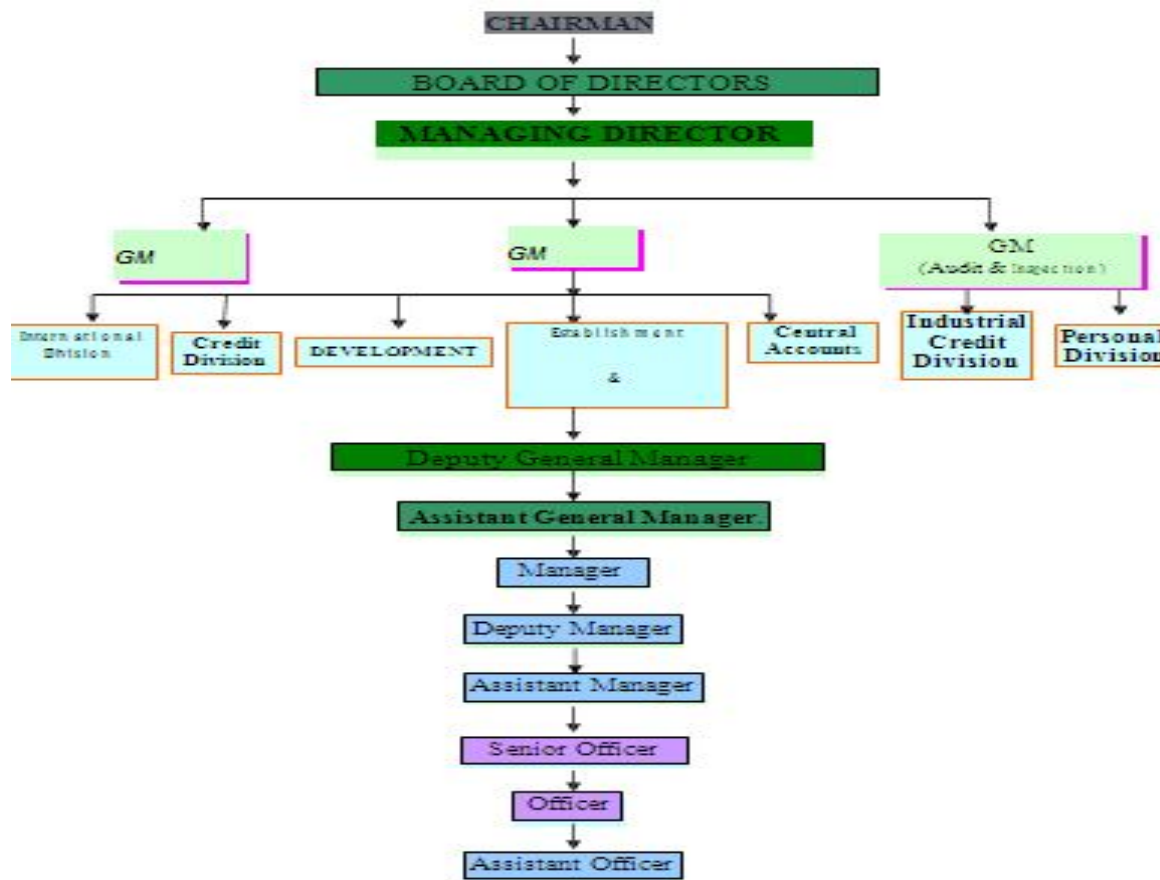 CHAIRMAN
BOARD OF DIRECTORS
MANAGING DIRECTOR
GM
GM
GM
(Audit & Inspection)
International
Division
Credit
Division
DEVELOPMENT
Establishment
&
Central
Accounts
Industrial
Credit
Division
Personal
Division
Deputy General Manager
Assistant General Manager.
Manager
Deputy Manager
Assistant Manager
Senior Officer
Officer
Assistant Officer